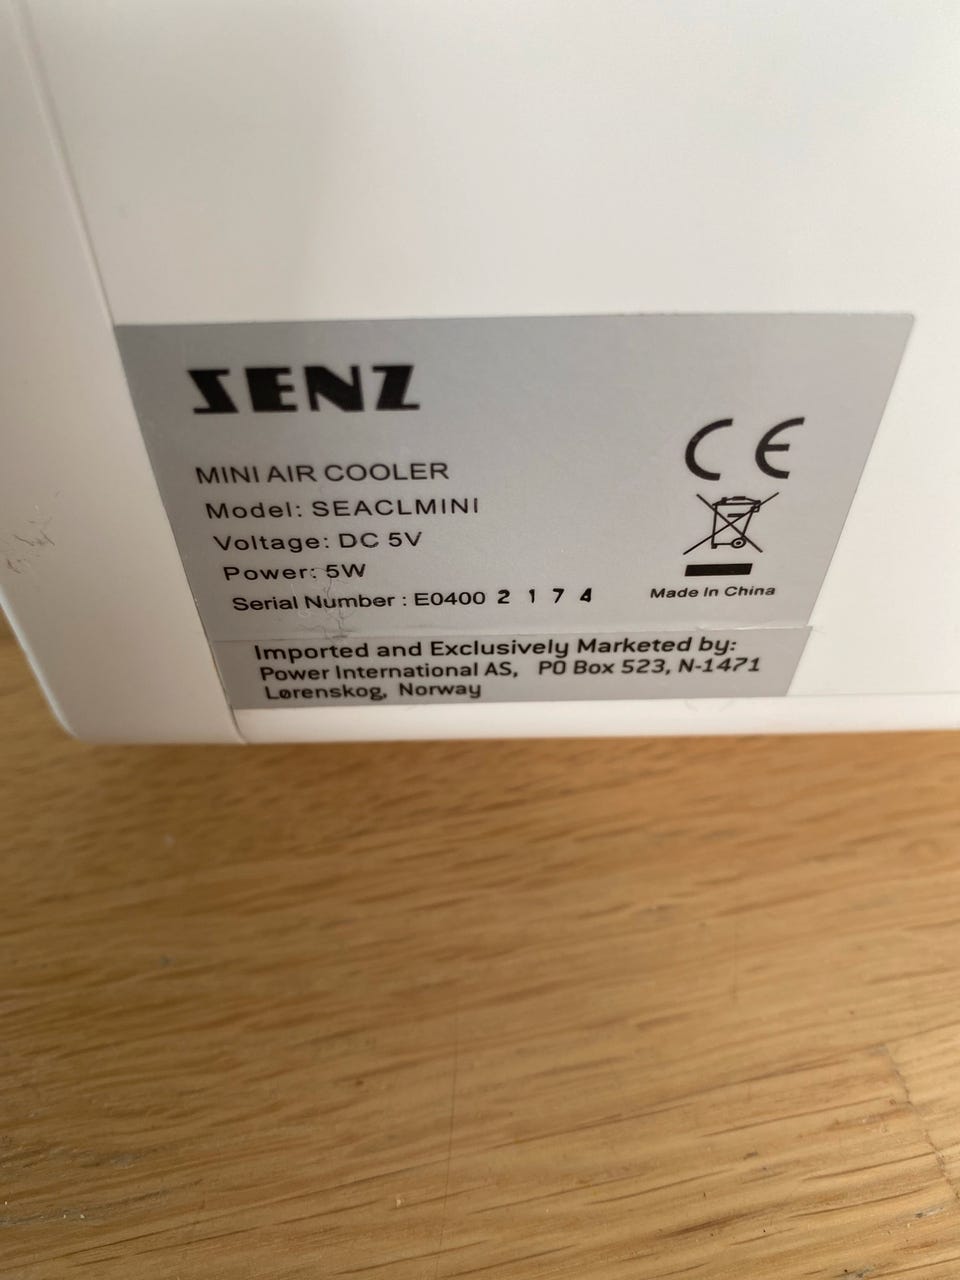 SENZ
MINI AIR COOLER
Model: SEACLMINI
Voltage: DC 5V
Power: 5W
Serial Number : E0400 2 1 7 4
CE
Made In China
Imported and Exclusively Marketed by:
Power International AS, PO Box 523, N-1471
Lørenskog, Norway